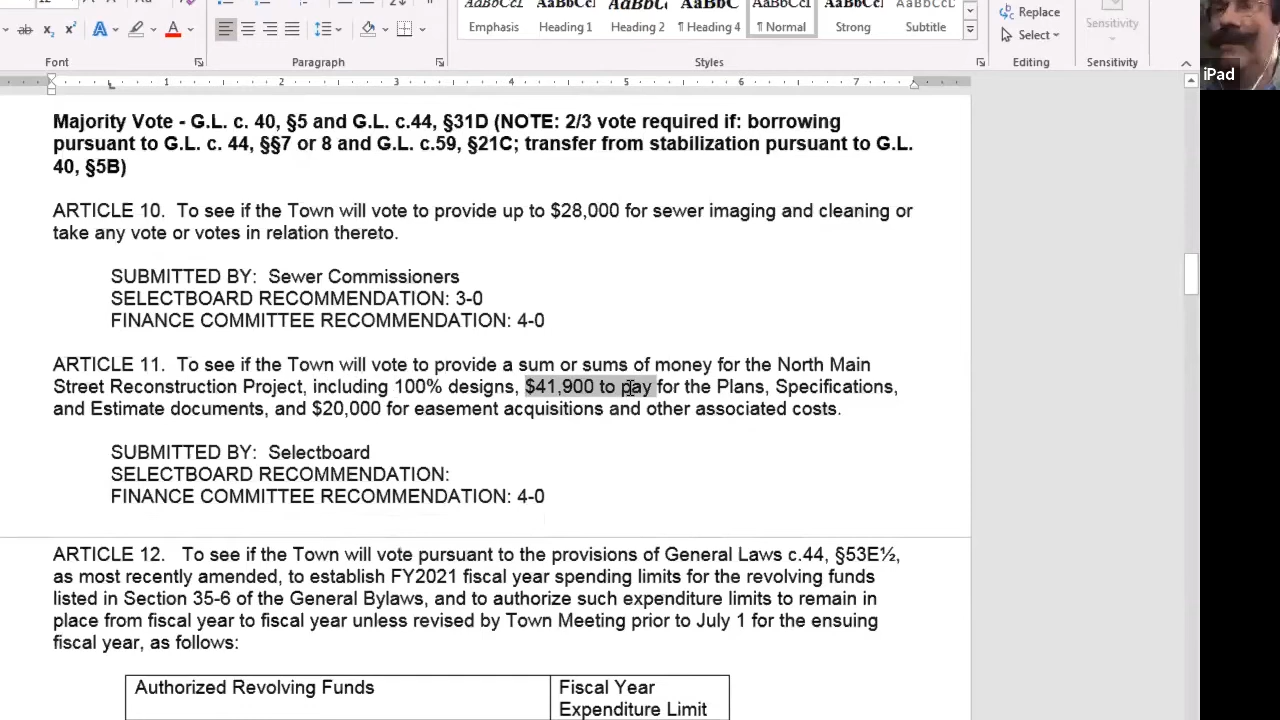 Emphasis
Heading 1
Heading 2
¶ Heading 4
¶ Normal
Strong
Subtitle
Replace
Select
Sensitivity
iPad
Font
Paragraph
Styles
Editing
Sensitivity
1 2 3 4 5 6 7
Majority Vote - G.L. c. 40, §5 and G.L. c.44, §31D (NOTE: 2/3 vote required if: borrowing
pursuant to G.L. c. 44, §§7 or 8 and G.L. c.59, §21C; transfer from stabilization pursuant to G.L.
40, §5B)
ARTICLE 10. To see if the Town will vote to provide up to $28,000 for sewer imaging and cleaning or
take any vote or votes in relation thereto.
SUBMITTED BY: Sewer Commissioners
SELECTBOARD RECOMMENDATION: 3-0
FINANCE COMMITTEE RECOMMENDATION: 4-0
ARTICLE 11. To see if the Town will vote to provide a sum or sums of money for the North Main
Street Reconstruction Project, including 100% designs, $41,900 to pay for the Plans, Specifications,
and Estimate documents, and $20,000 for easement acquisitions and other associated costs.
SUBMITTED BY: Selectboard
SELECTBOARD RECOMMENDATION:
FINANCE COMMITTEE RECOMMENDATION: 4-0
ARTICLE 12. To see if the Town will vote pursuant to the provisions of General Laws c.44, §53E½,
as most recently amended, to establish FY2021 fiscal year spending limits for the revolving funds
listed in Section 35-6 of the General Bylaws, and to authorize such expenditure limits to remain in
place from fiscal year to fiscal year unless revised by Town Meeting prior to July 1 for the ensuing
fiscal year, as follows:
Authorized Revolving Funds
Fiscal Year
Expenditure Limit